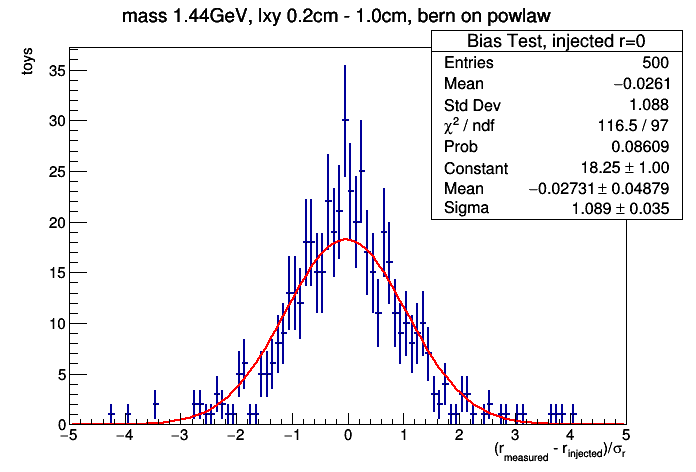 mass 1.44GeV, lxy 0.2cm - 1.0cm, bern on powlaw
toys
Bias Test, injected r=0
Entries 500
Mean −0.0261
Std Dev 1.088
χ² / ndf 116.5 / 97
Prob 0.08609
Constant 18.25 ± 1.00
Mean −0.02731 ± 0.04879
Sigma 1.089 ± 0.035
35
30
25
20
15
10
5
0
−5 −4 −3 −2 −1 0 1 2 3 4 5
(r_measured - r_injected)/σ_r